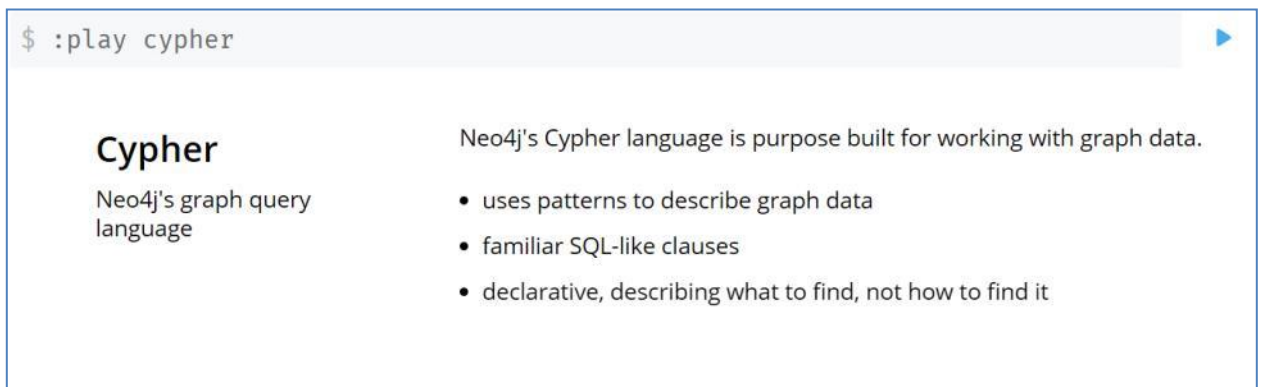 $ :play cypher
Cypher
Neo4j's graph query
language
Neo4j's Cypher language is purpose built for working with graph data.
• uses patterns to describe graph data
• familiar SQL-like clauses
• declarative, describing what to find, not how to find it